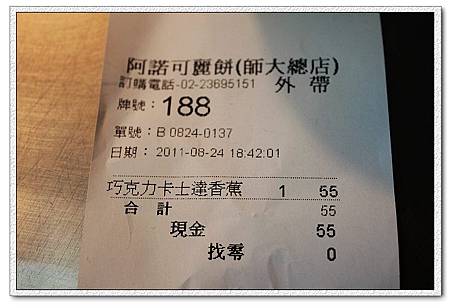 阿諾可麗餅(師大總店)
訂購電話-02-23695151 外 帶
牌號：188
單號：B 0824-0137
日期：2011-08-24 18:42:01
巧克力卡士達香蕉 1 55
合 計 55
現金 55
找零 0